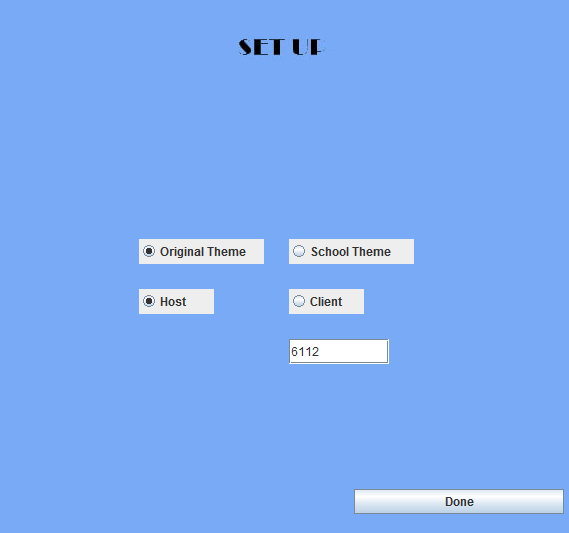 SET UP
Original Theme School Theme
Host Client
6112
Done